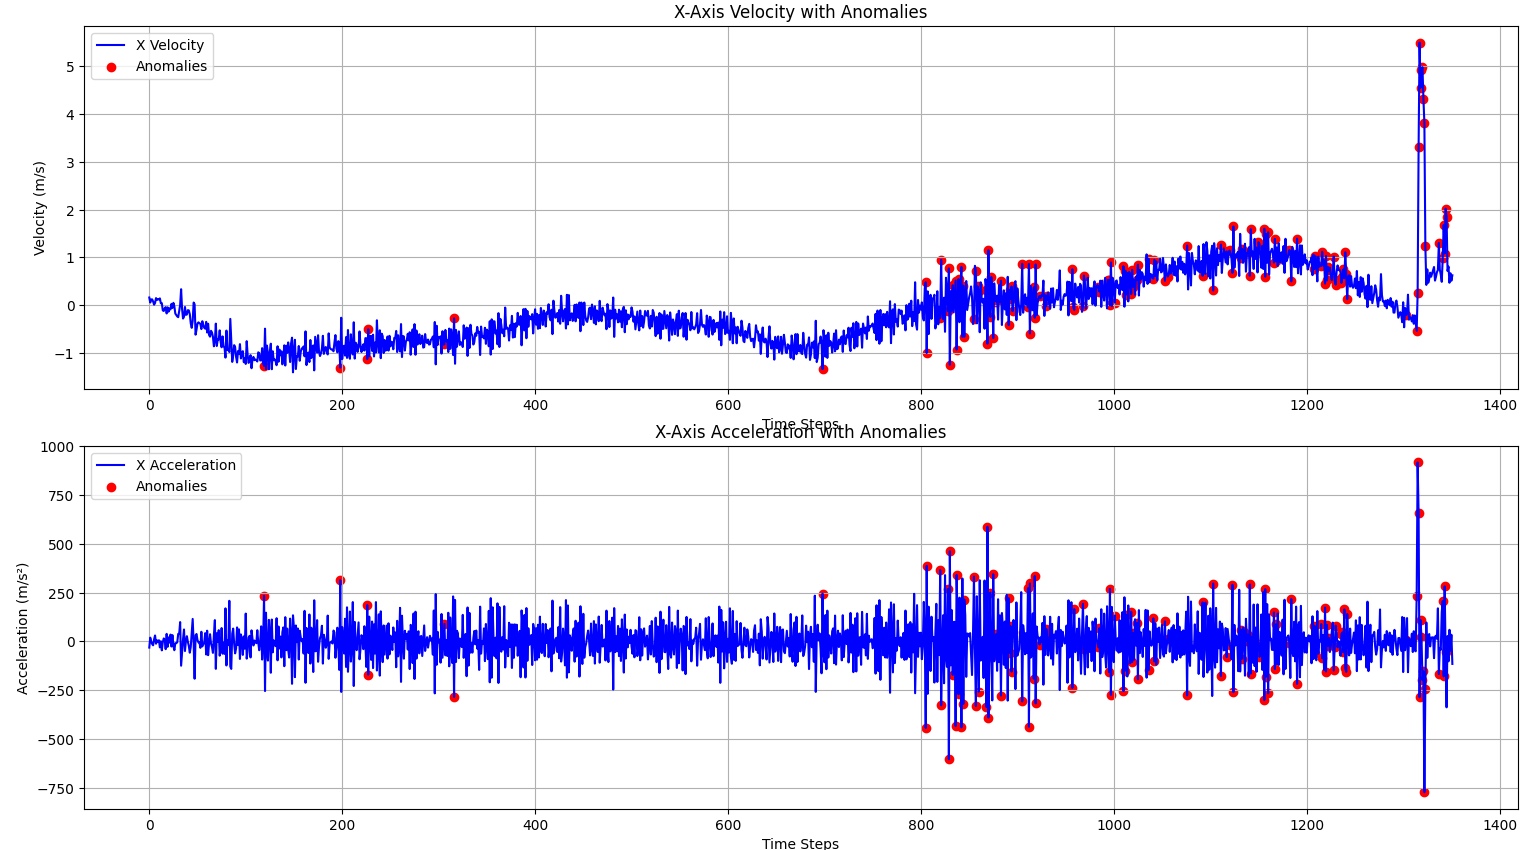 X-Axis Velocity with Anomalies
X Velocity
Anomalies
Velocity (m/s)
5
4
3
2
1
0
−1
0 200 400 600 800 1000 1200 1400
Time Steps
X-Axis Acceleration with Anomalies
X Acceleration
Anomalies
Acceleration (m/s²)
1000
750
500
250
0
−250
−500
−750
0 200 400 600 800 1000 1200 1400
Time Steps